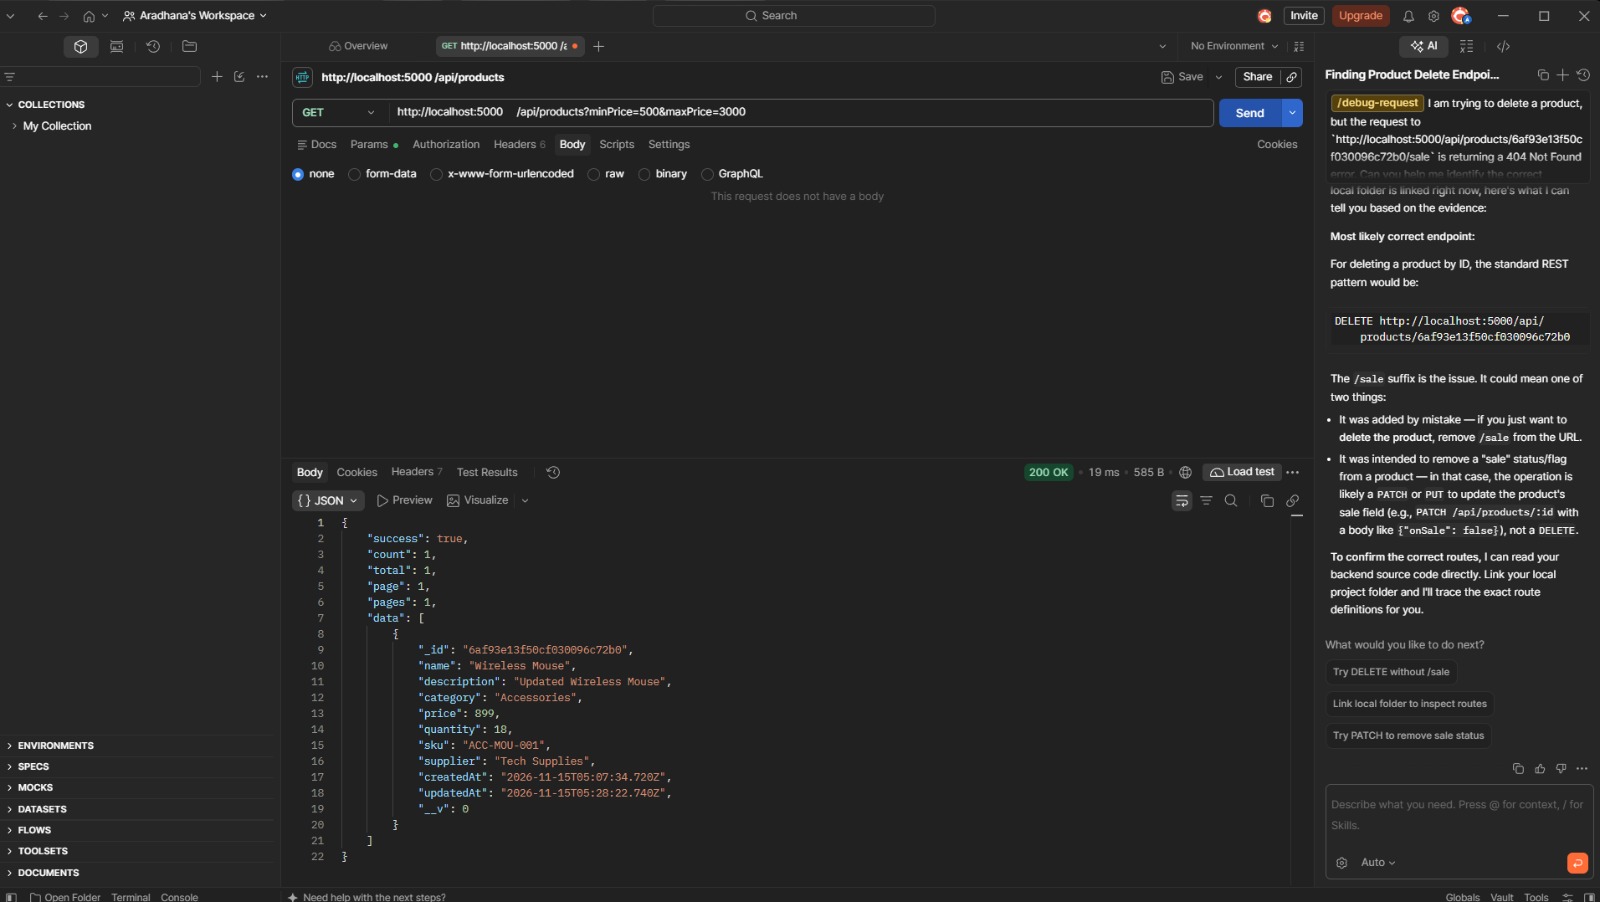 Aradhana's Workspace
Search
Invite
Upgrade
Overview
GET http://localhost:5000 /a
No Environment
AI
COLLECTIONS
My Collection
ENVIRONMENTS
SPECS
MOCKS
DATASETS
FLOWS
TOOLSETS
DOCUMENTS
HTTP
http://localhost:5000 /api/products
Save
Share
GET
http://localhost:5000 /api/products?minPrice=500&maxPrice=3000
Send
Docs
Params
Authorization
Headers 6
Body
Scripts
Settings
Cookies
none
form-data
x-www-form-urlencoded
raw
binary
GraphQL
This request does not have a body
Body
Cookies
Headers 7
Test Results
200 OK
19 ms
585 B
Load test
{} JSON
Preview
Visualize
1 {
2 "success": true,
3 "count": 1,
4 "total": 1,
5 "page": 1,
6 "pages": 1,
7 "data": [
8 {
9 "_id": "6af93e13f50cf030096c72b0",
10 "name": "Wireless Mouse",
11 "description": "Updated Wireless Mouse",
12 "category": "Accessories",
13 "price": 899,
14 "quantity": 18,
15 "sku": "ACC-MOU-001",
16 "supplier": "Tech Supplies",
17 "createdAt": "2026-11-15T05:07:34.720Z",
18 "updatedAt": "2026-11-15T05:28:22.740Z",
19 "__v": 0
20 }
21 ]
22 }
Finding Product Delete Endpoi...
/debug-request I am trying to delete a product,
but the request to
`http://localhost:5000/api/products/6af93e13f50c
f030096c72b0/sale` is returning a 404 Not Found
error. Can you help me identify the correct
local folder is linked right now, here's what I can
tell you based on the evidence:
Most likely correct endpoint:
For deleting a product by ID, the standard REST
pattern would be:
DELETE http://localhost:5000/api/
products/6af93e13f50cf030096c72b0
The /sale suffix is the issue. It could mean one of
two things:
• It was added by mistake — if you just want to
delete the product, remove /sale from the URL.
• It was intended to remove a "sale" status/flag
from a product — in that case, the operation is
likely a PATCH or PUT to update the product's
sale field (e.g., PATCH /api/products/:id with
a body like {"onSale": false}), not a DELETE.
To confirm the correct routes, I can read your
backend source code directly. Link your local
project folder and I'll trace the exact route
definitions for you.
What would you like to do next?
Try DELETE without /sale
Link local folder to inspect routes
Try PATCH to remove sale status
Describe what you need. Press @ for context, / for
Skills.
Auto
Open Folder
Terminal
Console
Need help with the next steps?
Globals
Vault
Tools